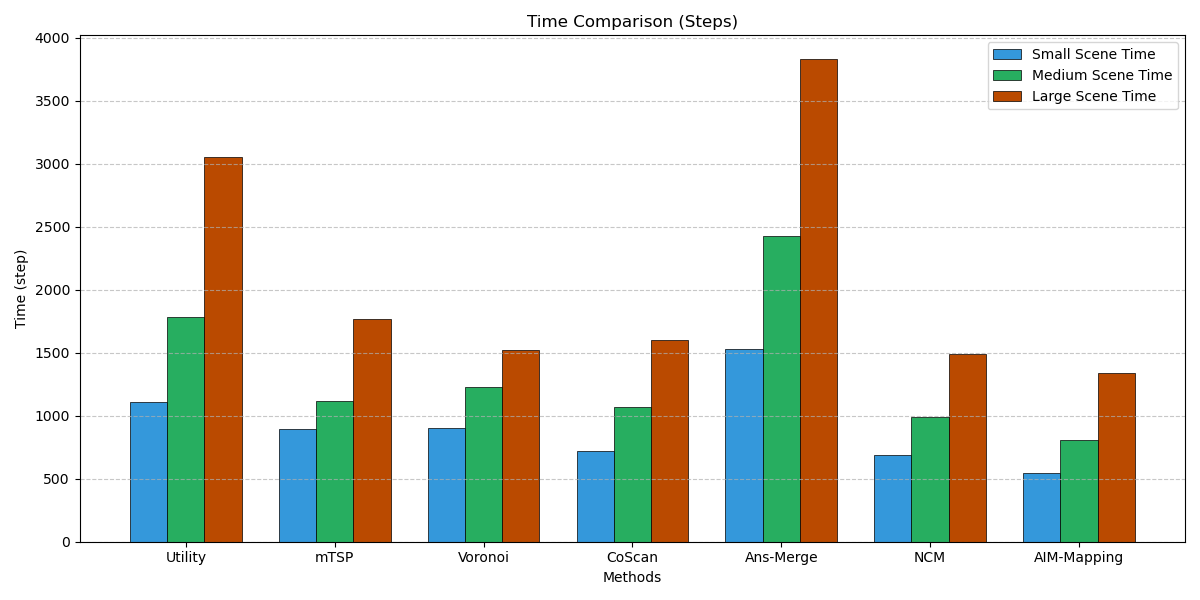 Time Comparison (Steps)
Small Scene Time
Medium Scene Time
Large Scene Time
Time (step)
4000
3500
3000
2500
2000
1500
1000
500
0
Utility mTSP Voronoi CoScan Ans-Merge NCM AIM-Mapping
Methods